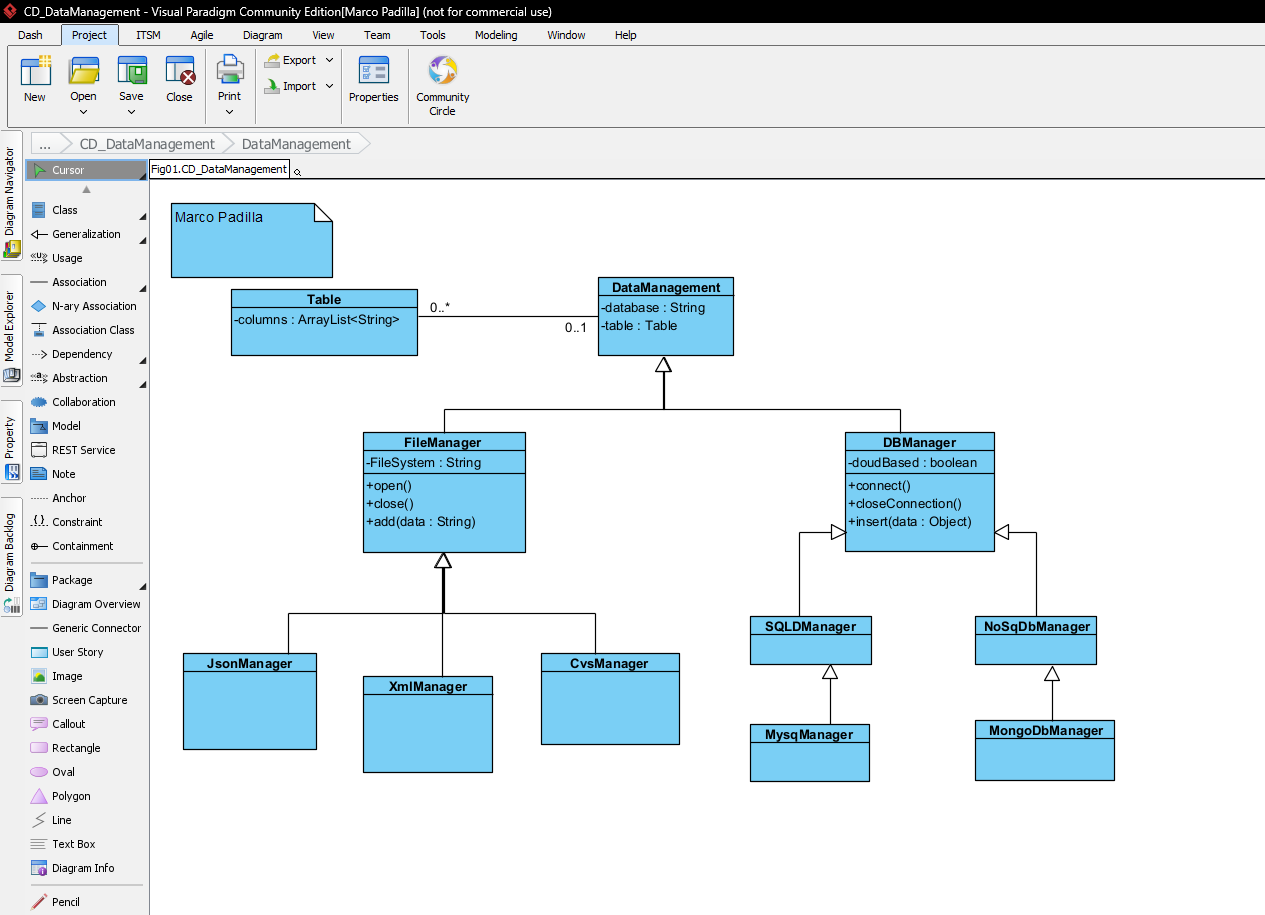 CD_DataManagement - Visual Paradigm Community Edition[Marco Padilla] (not for commercial use)
Dash Project ITSM Agile Diagram View Team Tools Modeling Window Help
New Open Save Close Print Export Import Properties Community Circle
... CD_DataManagement DataManagement
Diagram Navigator
Model Explorer
Property
Diagram Backlog
Cursor
Class
Generalization
Usage
Association
N-ary Association
Association Class
Dependency
Abstraction
Collaboration
Model
REST Service
Note
Anchor
Constraint
Containment
Package
Diagram Overview
Generic Connector
User Story
Image
Screen Capture
Callout
Rectangle
Oval
Polygon
Line
Text Box
Diagram Info
Pencil
Fig01.CD_DataManagement
Marco Padilla
Table
-columns : ArrayList<String>
0..*
0..1
DataManagement
-database : String
-table : Table
FileManager
-FileSystem : String
+open()
+close()
+add(data : String)
DBManager
-doudBased : boolean
+connect()
+closeConnection()
+insert(data : Object)
JsonManager
XmlManager
CvsManager
SQLDManager
NoSqDbManager
MysqManager
MongoDbManager